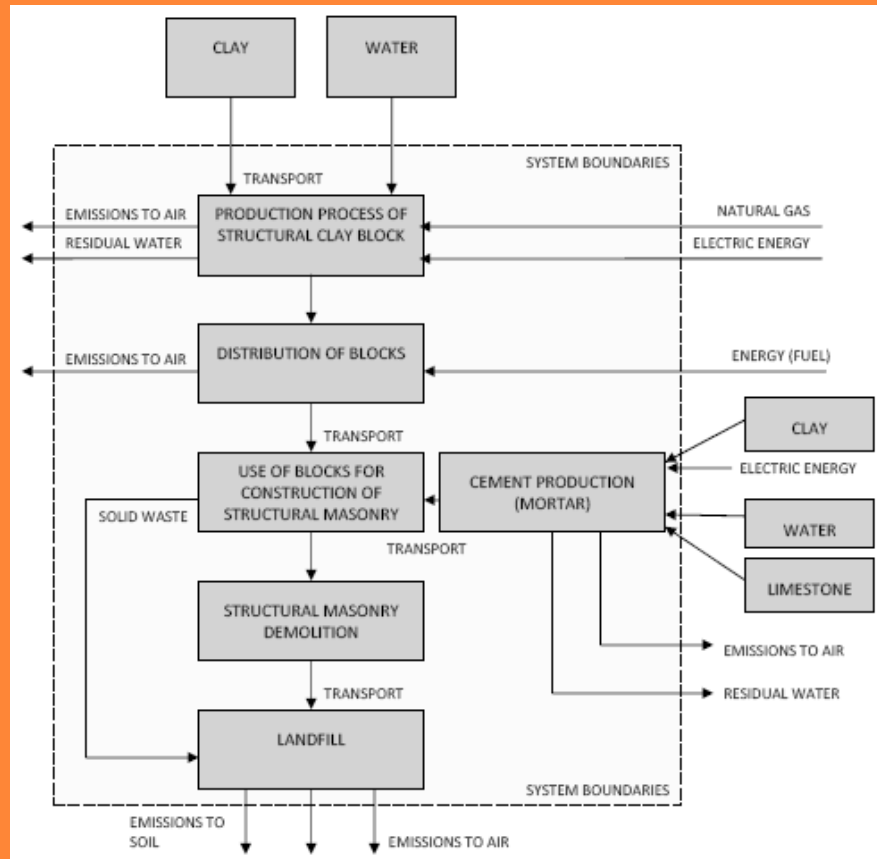 CLAY
WATER
SYSTEM BOUNDARIES
TRANSPORT
EMISSIONS TO AIR
RESIDUAL WATER
PRODUCTION PROCESS OF
STRUCTURAL CLAY BLOCK
NATURAL GAS
ELECTRIC ENERGY
EMISSIONS TO AIR
DISTRIBUTION OF BLOCKS
ENERGY (FUEL)
TRANSPORT
CLAY
USE OF BLOCKS FOR
CONSTRUCTION OF
STRUCTURAL MASONRY
CEMENT PRODUCTION
(MORTAR)
ELECTRIC ENERGY
SOLID WASTE
WATER
TRANSPORT
LIMESTONE
STRUCTURAL MASONRY
DEMOLITION
EMISSIONS TO AIR
TRANSPORT
RESIDUAL WATER
LANDFILL
SYSTEM BOUNDARIES
EMISSIONS TO
SOIL
EMISSIONS TO AIR